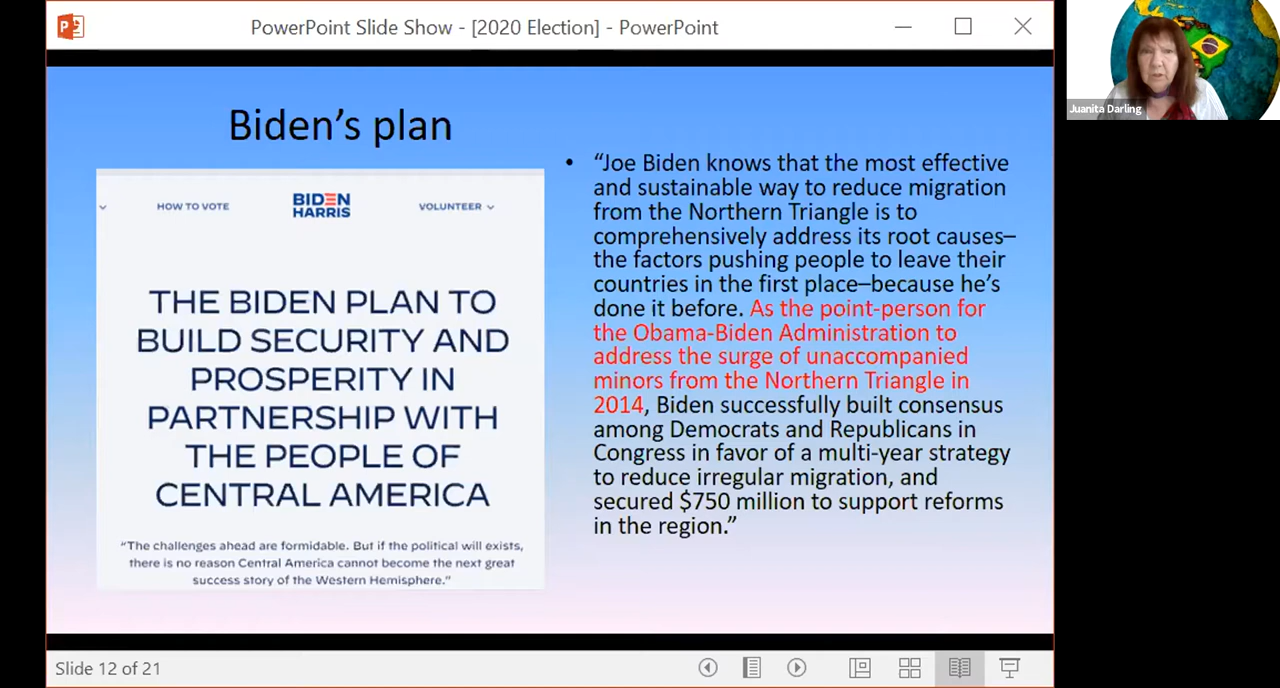 PowerPoint Slide Show - [2020 Election] - PowerPoint
Juanita Darling
Biden’s plan
HOW TO VOTE
BIDEN
HARRIS
VOLUNTEER
THE BIDEN PLAN TO
BUILD SECURITY AND
PROSPERITY IN
PARTNERSHIP WITH
THE PEOPLE OF
CENTRAL AMERICA
“The challenges ahead are formidable. But if the political will exists,
there is no reason Central America cannot become the next great
success story of the Western Hemisphere.”
• “Joe Biden knows that the most effective
and sustainable way to reduce migration
from the Northern Triangle is to
comprehensively address its root causes–
the factors pushing people to leave their
countries in the first place–because he’s
done it before. As the point-person for
the Obama-Biden Administration to
address the surge of unaccompanied
minors from the Northern Triangle in
2014, Biden successfully built consensus
among Democrats and Republicans in
Congress in favor of a multi-year strategy
to reduce irregular migration, and
secured $750 million to support reforms
in the region.”
Slide 12 of 21